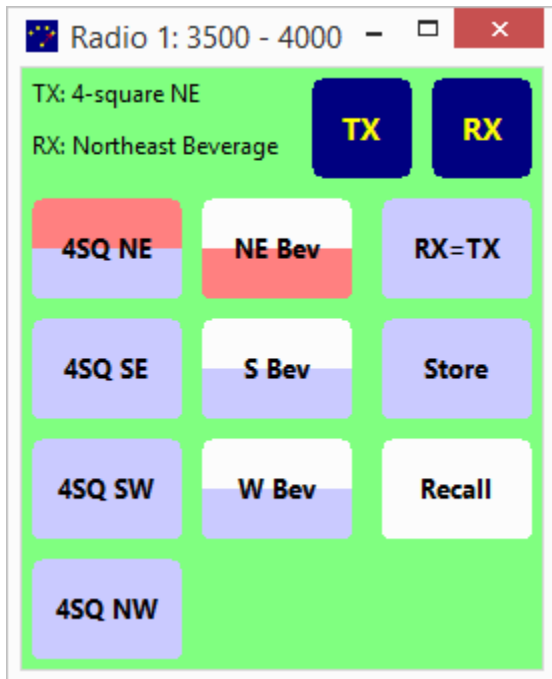 Radio 1: 3500 - 4000
TX: 4-square NE
RX: Northeast Beverage
TX
RX
4SQ NE
NE Bev
RX=TX
4SQ SE
S Bev
Store
4SQ SW
W Bev
Recall
4SQ NW